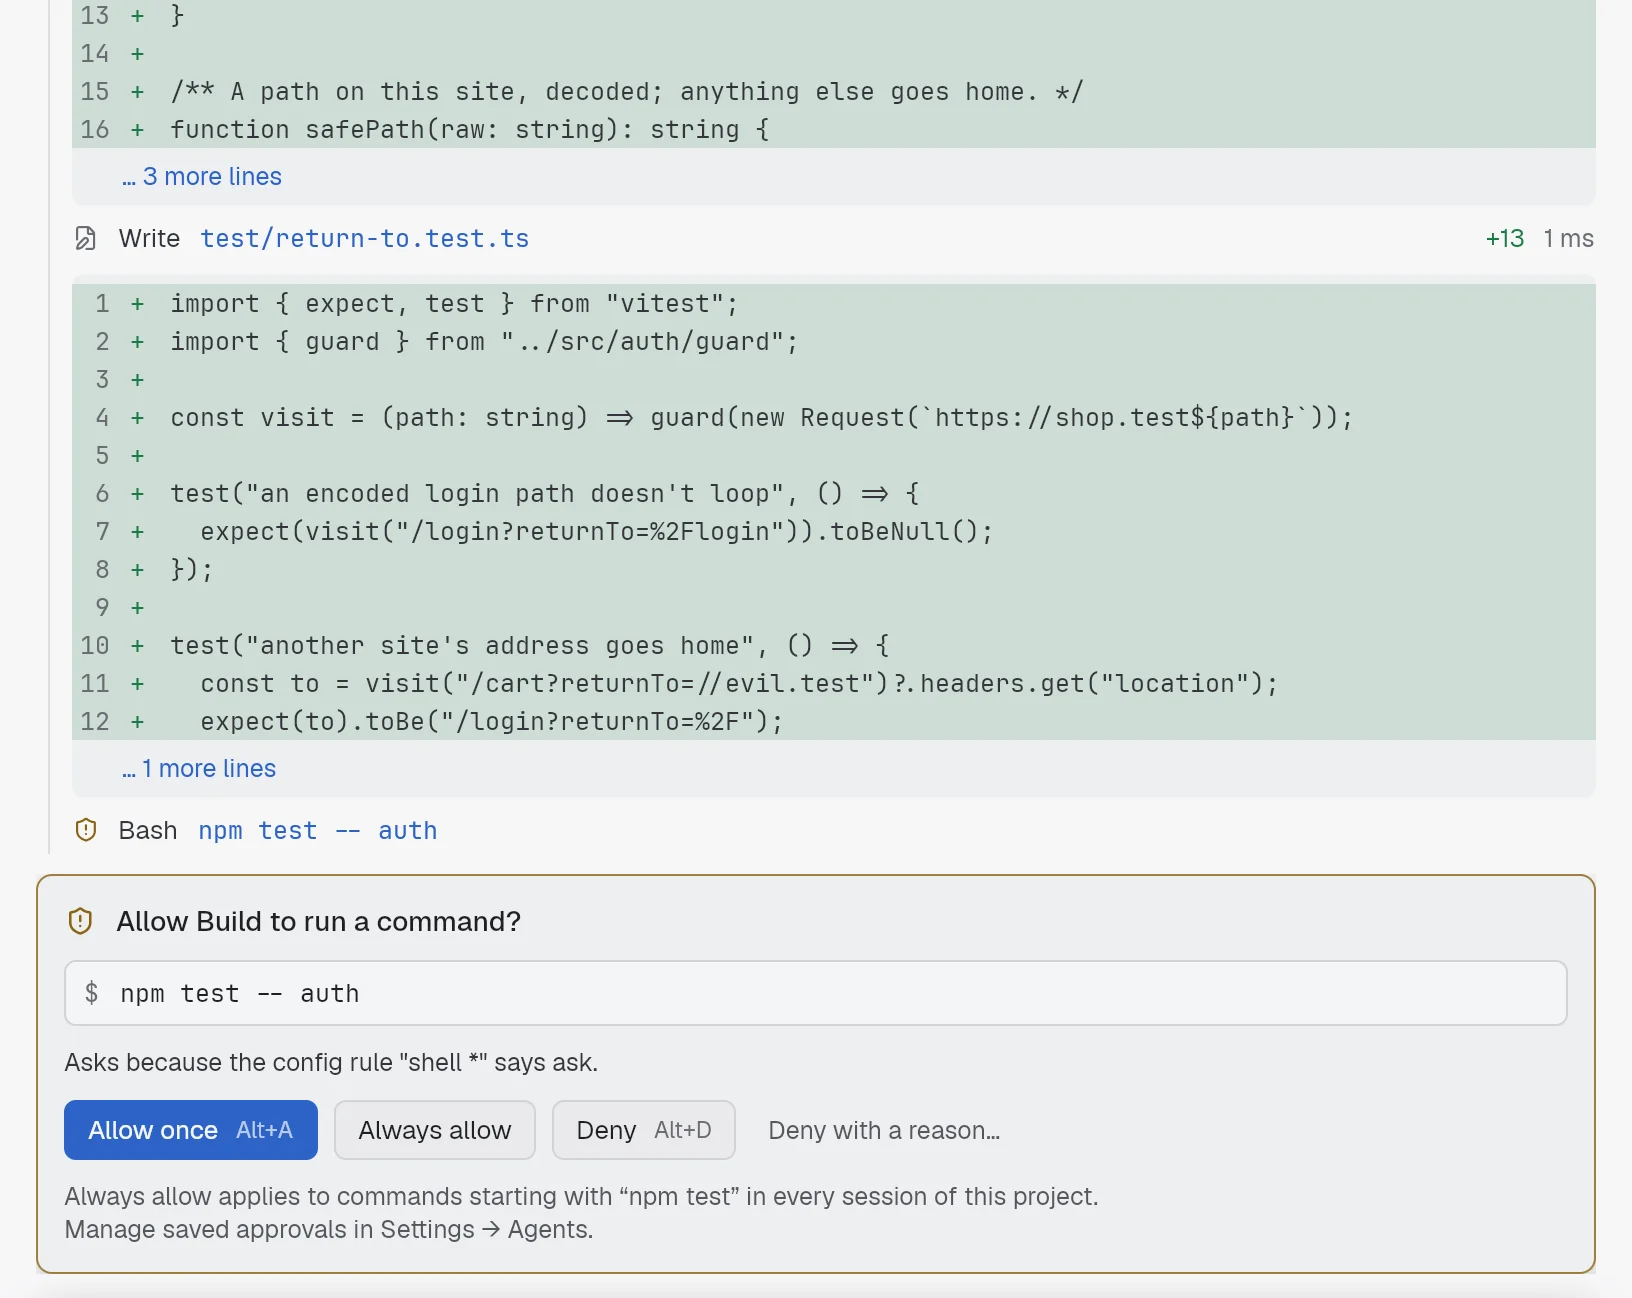 13 + }
14 +
15 + /** A path on this site, decoded; anything else goes home. */
16 + function safePath(raw: string): string {
… 3 more lines
Write test/return-to.test.ts +13 1 ms
1 + import { expect, test } from "vitest";
2 + import { guard } from "../src/auth/guard";
3 +
4 + const visit = (path: string) => guard(new Request(`https://shop.test${path}`));
5 +
6 + test("an encoded login path doesn't loop", () => {
7 + expect(visit("/login?returnTo=%2Flogin")).toBeNull();
8 + });
9 +
10 + test("another site's address goes home", () => {
11 + const to = visit("/cart?returnTo=//evil.test")?.headers.get("location");
12 + expect(to).toBe("/login?returnTo=%2F");
… 1 more lines
Bash npm test -- auth
Allow Build to run a command?
$ npm test -- auth
Asks because the config rule "shell *" says ask.
Allow once Alt+A Always allow Deny Alt+D Deny with a reason…
Always allow applies to commands starting with “npm test” in every session of this project.
Manage saved approvals in Settings → Agents.